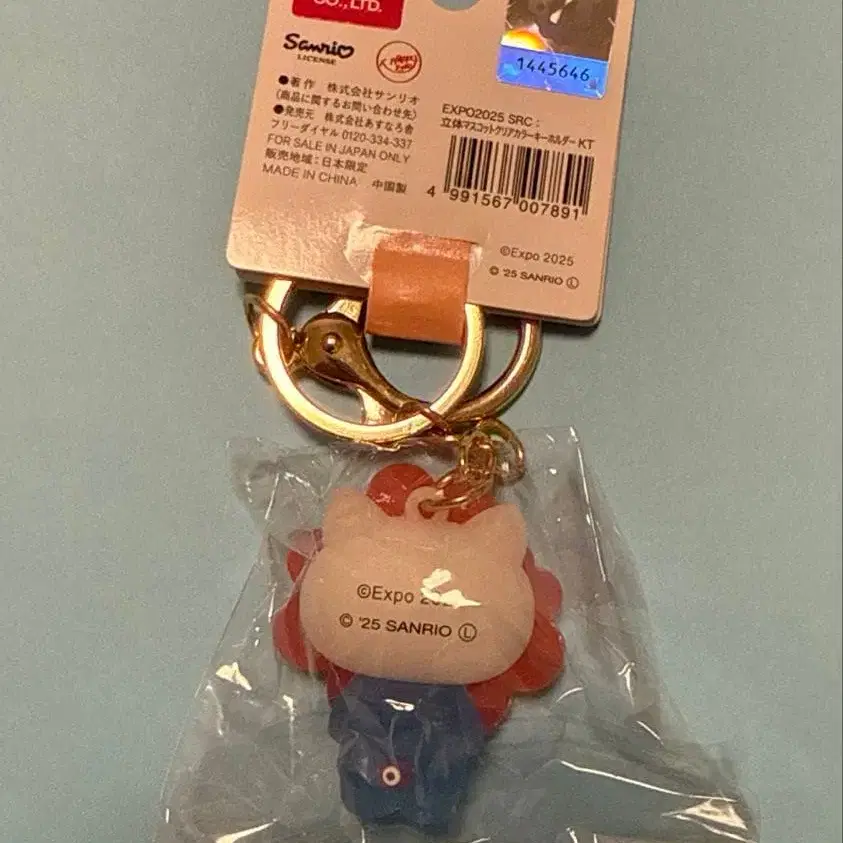 CO., LTD.
Sanrio
LICENSE
●著作 株式会社サンリオ
(商品に関するお問い合わせ先)
●発売元 株式会社あすなろ舎
フリーダイヤル 0120-334-337
FOR SALE IN JAPAN ONLY
販売地域:日本限定
MADE IN CHINA 中国製
1445646
EXPO2025 SRC:
立体マスコットクリアカラーキーホルダー KT
4 991567 007891
©Expo 2025
© '25 SANRIO Ⓛ
©Expo
© '25 SANRIO Ⓛ